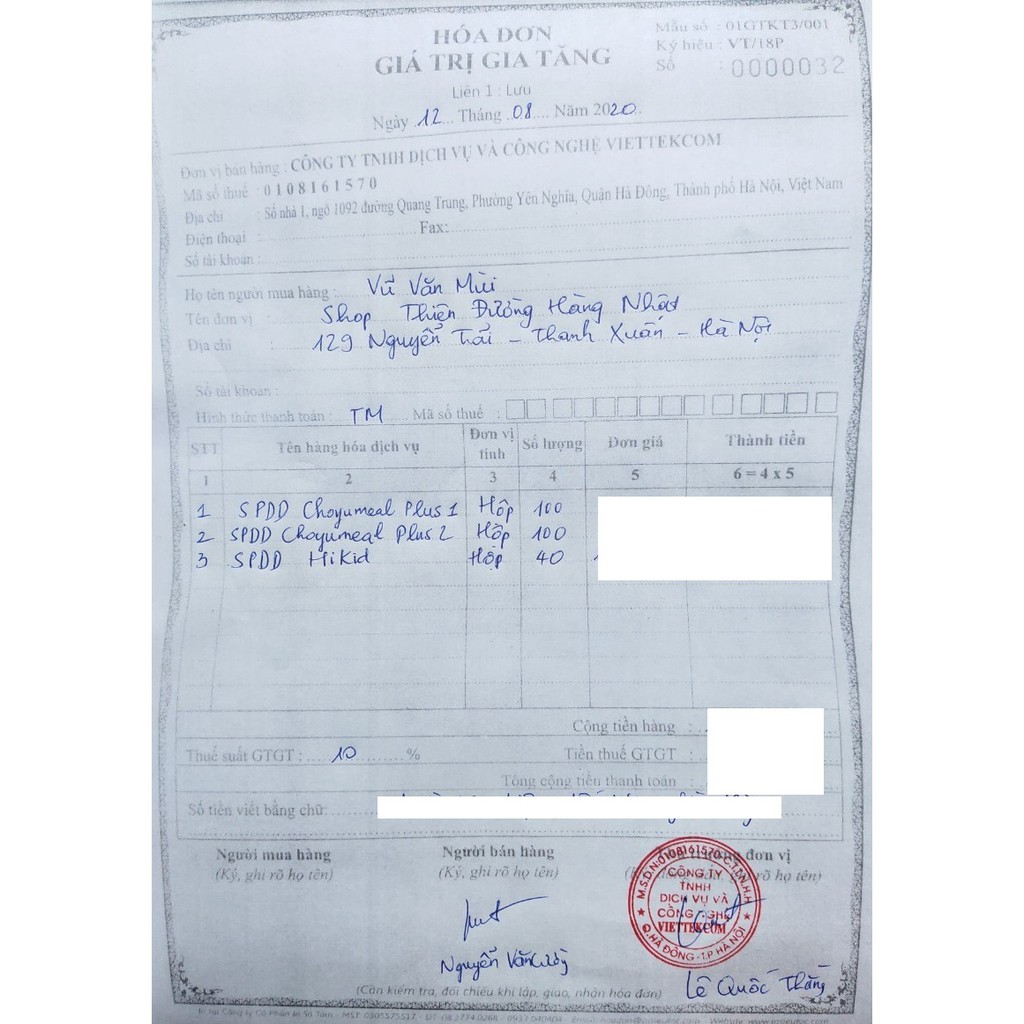 HÓA ĐƠN
GIÁ TRỊ GIA TĂNG
Mẫu số : 01GTKT3/001
Ký hiệu : VT/18P
Số : 0000032
Liên 1 : Lưu
Ngày 12 Tháng 08 Năm 2020
Đơn vị bán hàng : CÔNG TY TNHH DỊCH VỤ VÀ CÔNG NGHỆ VIETTEKCOM
Mã số thuế : 0108161570
Địa chỉ : Số nhà 1, ngõ 1092 đường Quang Trung, Phường Yên Nghĩa, Quận Hà Đông, Thành phố Hà Nội, Việt Nam
Điện thoại : Fax:
Số tài khoản :
Họ tên người mua hàng : Vũ Văn Mùi
Tên đơn vị : Shop Thiên Đường Hàng Nhật
Địa chỉ : 129 Nguyễn Trãi - Thanh Xuân - Hà Nội
Số tài khoản :
Hình thức thanh toán : TM Mã số thuế :
STT Tên hàng hóa dịch vụ Đơn vị tính Số lượng Đơn giá Thành tiền
1 2 3 4 5 6 = 4 x 5
1 SPDD Choyumeal Plus 1 Hộp 100
2 SPDD Choyumeal Plus 2 Hộp 100
3 SPDD HiKid Hộp 40
Cộng tiền hàng :
Thuế suất GTGT : 10 % Tiền thuế GTGT :
Tổng cộng tiền thanh toán :
Số tiền viết bằng chữ:
Người mua hàng Người bán hàng trưởng đơn vị
(Ký, ghi rõ họ tên) (Ký, ghi rõ họ tên) ghi rõ họ tên)
M.S.D.N:0108161570-C.T.T.N.H.H
CÔNG TY
TNHH
DỊCH VỤ VÀ
CÔNG NGHỆ
VIETTEKCOM
Q.HÀ ĐÔNG - T.P HÀ NỘI
Nguyễn Văn Cường
Lê Quốc Thắng
(Cần kiểm tra, đối chiếu khi lập, giao, nhận hóa đơn)